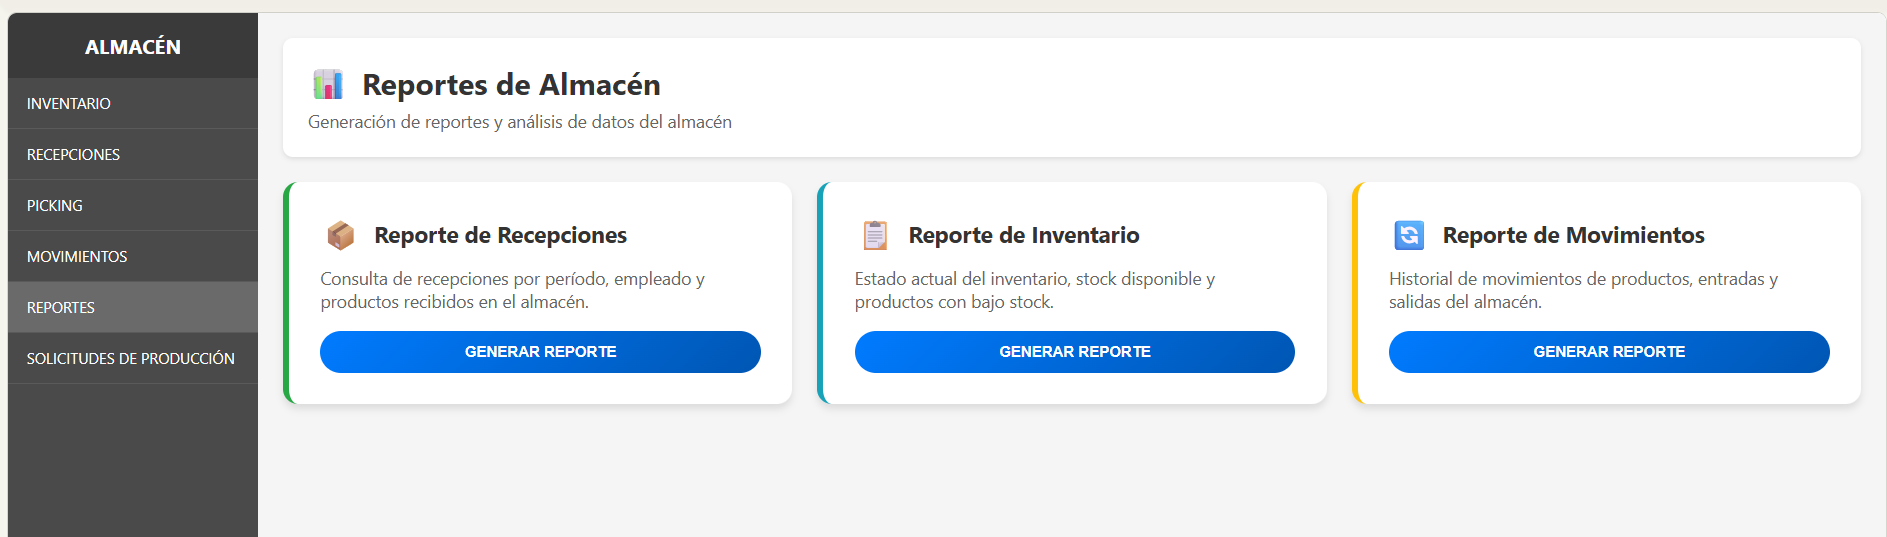 ALMACÉN
INVENTARIO
RECEPCIONES
PICKING
MOVIMIENTOS
REPORTES
SOLICITUDES DE PRODUCCIÓN
Reportes de Almacén
Generación de reportes y análisis de datos del almacén
Reporte de Recepciones
Consulta de recepciones por período, empleado y
productos recibidos en el almacén.
GENERAR REPORTE
Reporte de Inventario
Estado actual del inventario, stock disponible y
productos con bajo stock.
GENERAR REPORTE
Reporte de Movimientos
Historial de movimientos de productos, entradas y
salidas del almacén.
GENERAR REPORTE